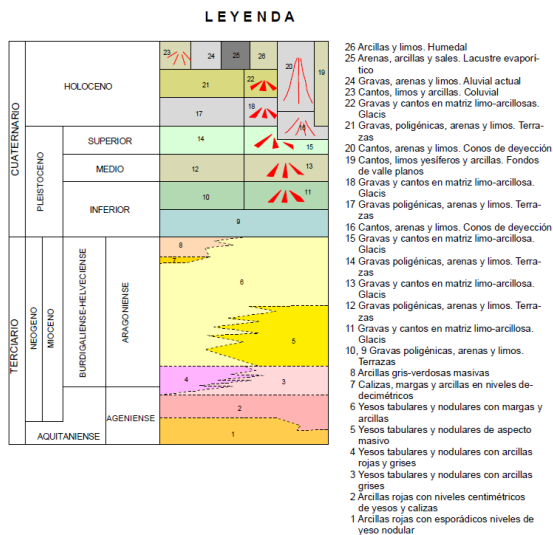 LEYENDA
CUATERNARIO
HOLOCENO
PLEISTOCENO
SUPERIOR
MEDIO
INFERIOR
TERCIARIO
NEOGENO
MIOCENO
BURDIGALIENSE-HELVECIENSE
ARAGONIENSE
AGENIENSE
AQUITANIENSE
23
24
25
26
20
19
21
22
17
18
16
14
15
12
13
10
11
9
8
7
6
5
4
3
2
1
26 Arcillas y limos. Humedal
25 Arenas, arcillas y sales. Lacustre evaporí-
tico
24 Gravas, arenas y limos. Aluvial actual
23 Cantos, limos y arcillas. Coluvial
22 Gravas y cantos en matriz limo-arcillosas.
Glacis
21 Gravas, poligénicas, arenas y limos. Terra-
zas
20 Cantos, arenas y limos. Conos de deyección
19 Cantos, limos yesíferos y arcillas. Fondos
de valle planos
18 Gravas y cantos en matriz limo-arcillosa.
Glacis
17 Gravas poligénicas, arenas y limos. Terra-
zas
16 Cantos, arenas y limos. Conos de deyección
15 Gravas y cantos en matriz limo-arcillosa.
Glacis
14 Gravas poligénicas, arenas y limos. Terra-
zas
13 Gravas y cantos en matriz limo-arcillosa.
Glacis
12 Gravas poligénicas, arenas y limos. Terra-
zas
11 Gravas y cantos en matriz limo-arcillosa.
Glacis
10, 9 Gravas poligénicas, arenas y limos.
Terrazas
8 Arcillas gris-verdosas masivas
7 Calizas, margas y arcillas en niveles de-
decimétricos
6 Yesos tabulares y nodulares con margas y
arcillas
5 Yesos tabulares y nodulares de aspecto
masivo
4 Yesos tabulares y nodulares con arcillas
rojas y grises
3 Yesos tabulares y nodulares con arcillas
grises
2 Arcillas rojas con niveles centimétricos
de yesos y calizas
1 Arcillas rojas con esporádicos niveles de
yeso nodular